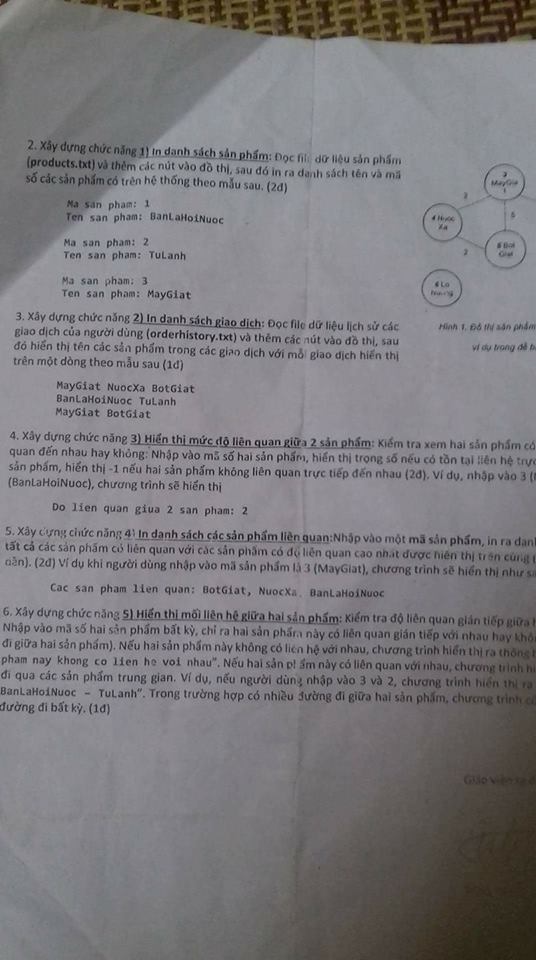 2. Xây dựng chức năng 1) In danh sách sản phẩm: Đọc file dữ liệu sản phẩm
(products.txt) và thêm các nút vào đồ thị, sau đó in ra danh sách tên và mã
số các sản phẩm có trên hệ thống theo mẫu sau. (2đ)
Ma san pham: 1
Ten san pham: BanLaHoiNuoc
Ma san pham: 2
Ten san pham: TuLanh
Ma san pham: 3
Ten san pham: MayGiat
3
MayGiat
2
5
4 Nuoc
Xa
5 Bot
Giat
2
6 Lo
Hình 1. Đồ thị sản phẩm
ví dụ trong đề
3. Xây dựng chức năng 2) In danh sách giao dịch: Đọc file dữ liệu lịch sử các
giao dịch của người dùng (orderhistory.txt) và thêm các nút vào đồ thị, sau
đó hiển thị tên các sản phẩm trong các giao dịch với mỗi giao dịch hiển thị
trên một dòng theo mẫu sau (1đ)
MayGiat NuocXa BotGiat
BanLaHoiNuoc TuLanh
MayGiat BotGiat
4. Xây dựng chức năng 3) Hiển thị mức độ liên quan giữa 2 sản phẩm: Kiểm tra xem hai sản phẩm có
quan đến nhau hay không: Nhập vào mã số hai sản phẩm, hiển thị trọng số nếu có tồn tại liên hệ trực
sản phẩm, hiển thị -1 nếu hai sản phẩm không liên quan trực tiếp đến nhau (2đ). Ví dụ, nhập vào 3
(BanLaHoiNuoc), chương trình sẽ hiển thị
Do lien quan giua 2 san pham: 2
5. Xây dựng chức năng 4) In danh sách các sản phẩm liên quan:Nhập vào một mã sản phẩm, in ra danh
tất cả các sản phẩm có liên quan với các sản phẩm có độ liên quan cao nhất được hiển thị trên cùng
dần). (2đ) Ví dụ khi người dùng nhập vào mã sản phẩm là 3 (MayGiat), chương trình sẽ hiển thị như
Cac san pham lien quan: BotGiat, NuocXa, BanLaHoiNuoc
6. Xây dựng chức năng 5) Hiển thị mối liên hệ giữa hai sản phẩm: Kiểm tra độ liên quan gián tiếp giữa
Nhập vào mã số hai sản phẩm bất kỳ, chỉ ra hai sản phẩm này có liên quan gián tiếp với nhau hay
đi giữa hai sản phẩm). Nếu hai sản phẩm này không có liên hệ với nhau, chương trình hiển thị ra thông
pham nay khong co lien he voi nhau". Nếu hai sản phẩm này có liên quan với nhau, chương trình
đi qua các sản phẩm trung gian. Ví dụ, nếu người dùng nhập vào 3 và 2, chương trình hiển thị ra
BanLaHoiNuoc – TuLanh". Trong trường hợp có nhiều đường đi giữa hai sản phẩm, chương trình
đường đi bất kỳ. (1đ)
Giáo viên